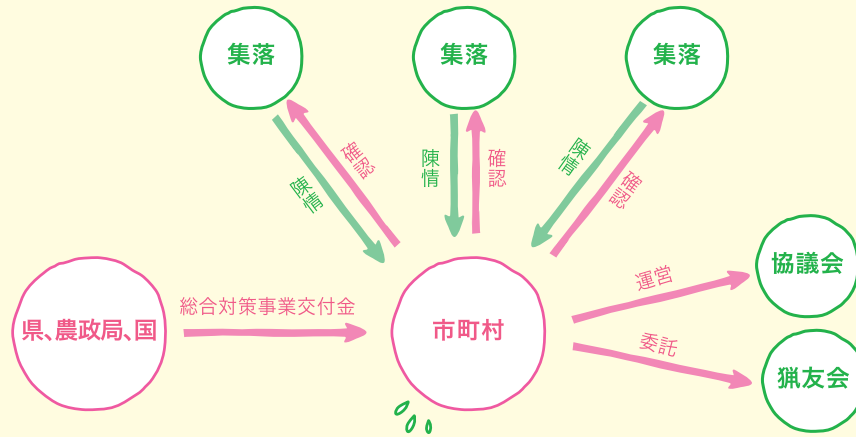 集落
集落
集落
陳情
確認
陳情
確認
陳情
確認
県、農政局、国
総合対策事業交付金
市町村
運営
協議会
委託
猟友会